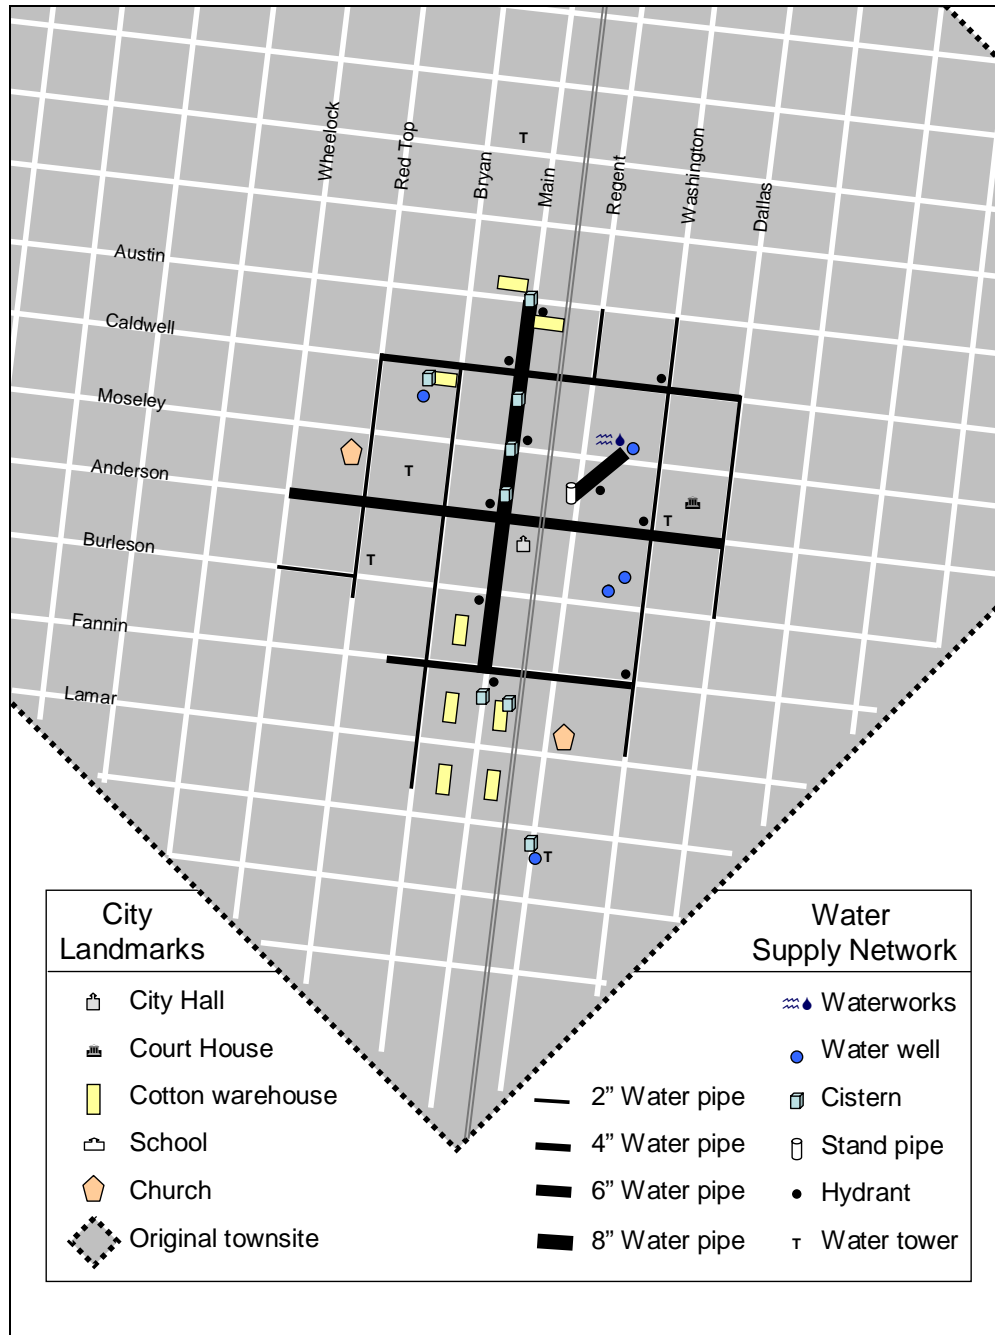 Wheelock
Red Top
Bryan
T
Main
Regent
Washington
Dallas
Austin
Caldwell
Moseley
Anderson
T
T
Burleson
T
Fannin
Lamar
T
City
Landmarks
City Hall
Court House
Cotton warehouse
School
Church
Original townsite
Water
Supply Network
Waterworks
Water well
2” Water pipe
Cistern
4” Water pipe
Stand pipe
6” Water pipe
Hydrant
8” Water pipe
T Water tower